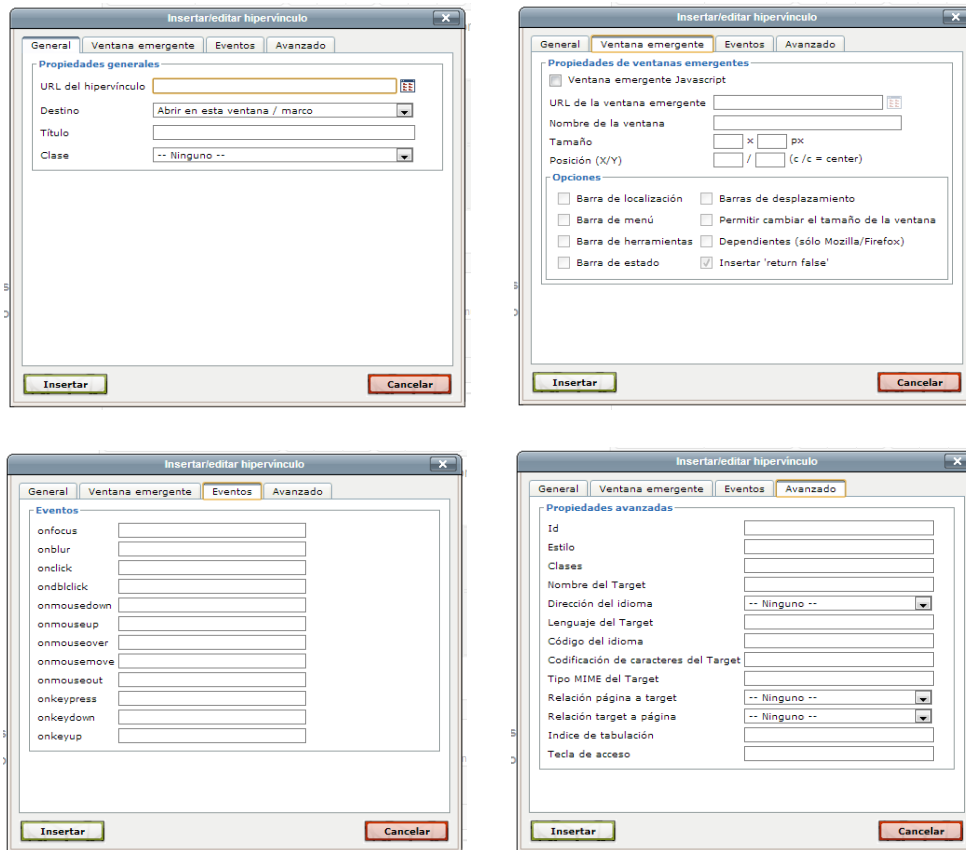 Insertar/editar hipervínculo
General Ventana emergente Eventos Avanzado
Propiedades generales
URL del hipervínculo
Destino Abrir en esta ventana / marco
Título
Clase -- Ninguno --
Insertar Cancelar
Insertar/editar hipervínculo
General Ventana emergente Eventos Avanzado
Propiedades de ventanas emergentes
Ventana emergente Javascript
URL de la ventana emergente
Nombre de la ventana
Tamaño x px
Posición (X/Y) / (c /c = center)
Opciones
Barra de localización Barras de desplazamiento
Barra de menú Permitir cambiar el tamaño de la ventana
Barra de herramientas Dependientes (sólo Mozilla/Firefox)
Barra de estado Insertar 'return false'
Insertar Cancelar
Insertar/editar hipervínculo
General Ventana emergente Eventos Avanzado
Eventos
onfocus
onblur
onclick
ondblclick
onmousedown
onmouseup
onmouseover
onmousemove
onmouseout
onkeypress
onkeydown
onkeyup
Insertar Cancelar
Insertar/editar hipervínculo
General Ventana emergente Eventos Avanzado
Propiedades avanzadas
Id
Estilo
Clases
Nombre del Target
Dirección del idioma -- Ninguno --
Lenguaje del Target
Código del idioma
Codificación de caracteres del Target
Tipo MIME del Target
Relación página a target -- Ninguno --
Relación target a página -- Ninguno --
Indice de tabulación
Tecla de acceso
Insertar Cancelar